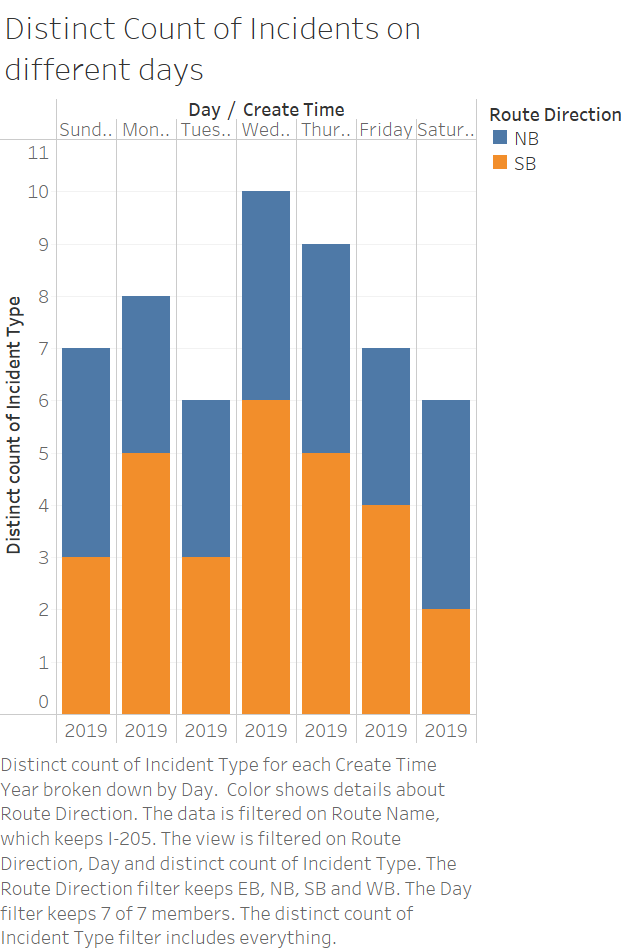 Distinct Count of Incidents on
different days
Day / Create Time
Sund.. Mon.. Tues.. Wed.. Thur.. Friday Satur..
Route Direction
NB
SB
Distinct count of Incident Type
11
10
9
8
7
6
5
4
3
2
1
0
2019 2019 2019 2019 2019 2019 2019
Distinct count of Incident Type for each Create Time
Year broken down by Day.  Color shows details about
Route Direction. The data is filtered on Route Name,
which keeps I-205. The view is filtered on Route
Direction, Day and distinct count of Incident Type. The
Route Direction filter keeps EB, NB, SB and WB. The Day
filter keeps 7 of 7 members. The distinct count of
Incident Type filter includes everything.